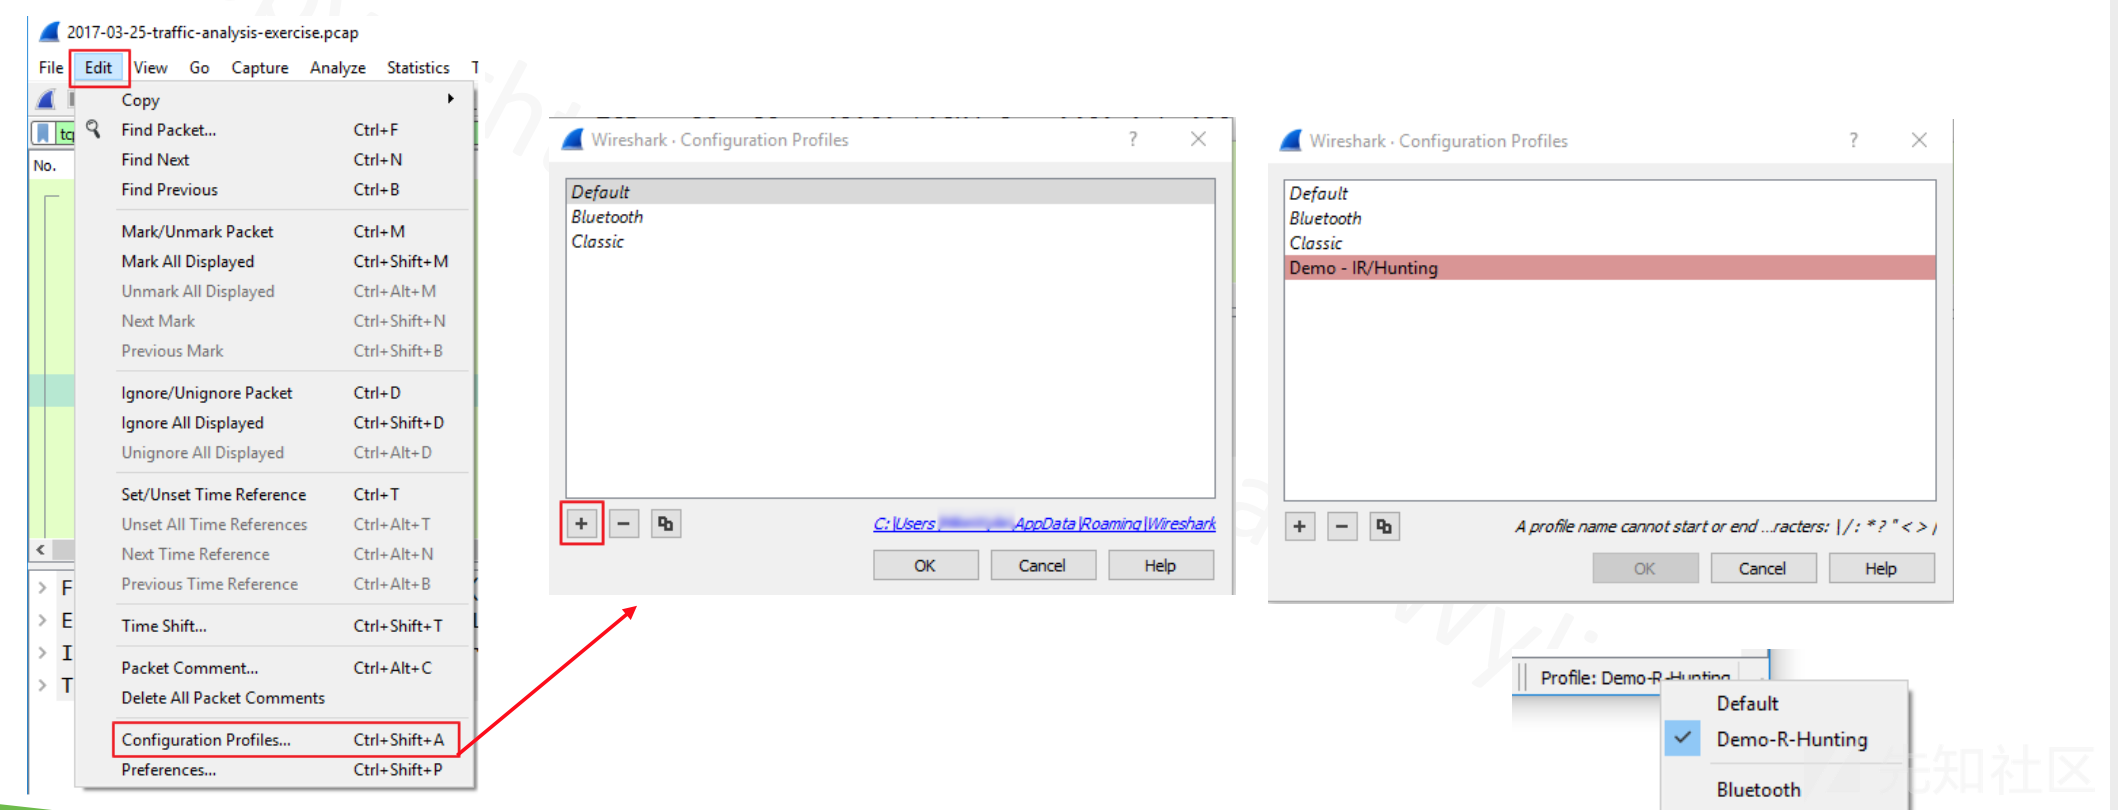 2017-03-25-traffic-analysis-exercise.pcap
File Edit View Go Capture Analyze Statistics T
Copy
tcp
Find Packet... Ctrl+F
No.
Find Next Ctrl+N
Find Previous Ctrl+B
Mark/Unmark Packet Ctrl+M
Mark All Displayed Ctrl+Shift+M
Unmark All Displayed Ctrl+Alt+M
Next Mark Ctrl+Shift+N
Previous Mark Ctrl+Shift+B
Ignore/Unignore Packet Ctrl+D
Ignore All Displayed Ctrl+Shift+D
Unignore All Displayed Ctrl+Alt+D
Set/Unset Time Reference Ctrl+T
Unset All Time References Ctrl+Alt+T
Next Time Reference Ctrl+Alt+N
Previous Time Reference Ctrl+Alt+B
Time Shift... Ctrl+Shift+T
Packet Comment... Ctrl+Alt+C
Delete All Packet Comments
Configuration Profiles... Ctrl+Shift+A
Preferences... Ctrl+Shift+P
> F
> E
> I
> T
Wireshark · Configuration Profiles ? ×
Default
Bluetooth
Classic
+ −
C:\Users\ AppData\Roaming\Wireshark
OK Cancel Help
Wireshark · Configuration Profiles ? ×
Default
Bluetooth
Classic
Demo - IR/Hunting
+ −
A profile name cannot start or end ...racters: \ / : * ? " < > |
OK Cancel Help
Profile: Demo-R-Hunting
Default
Demo-R-Hunting
Bluetooth
先知社区